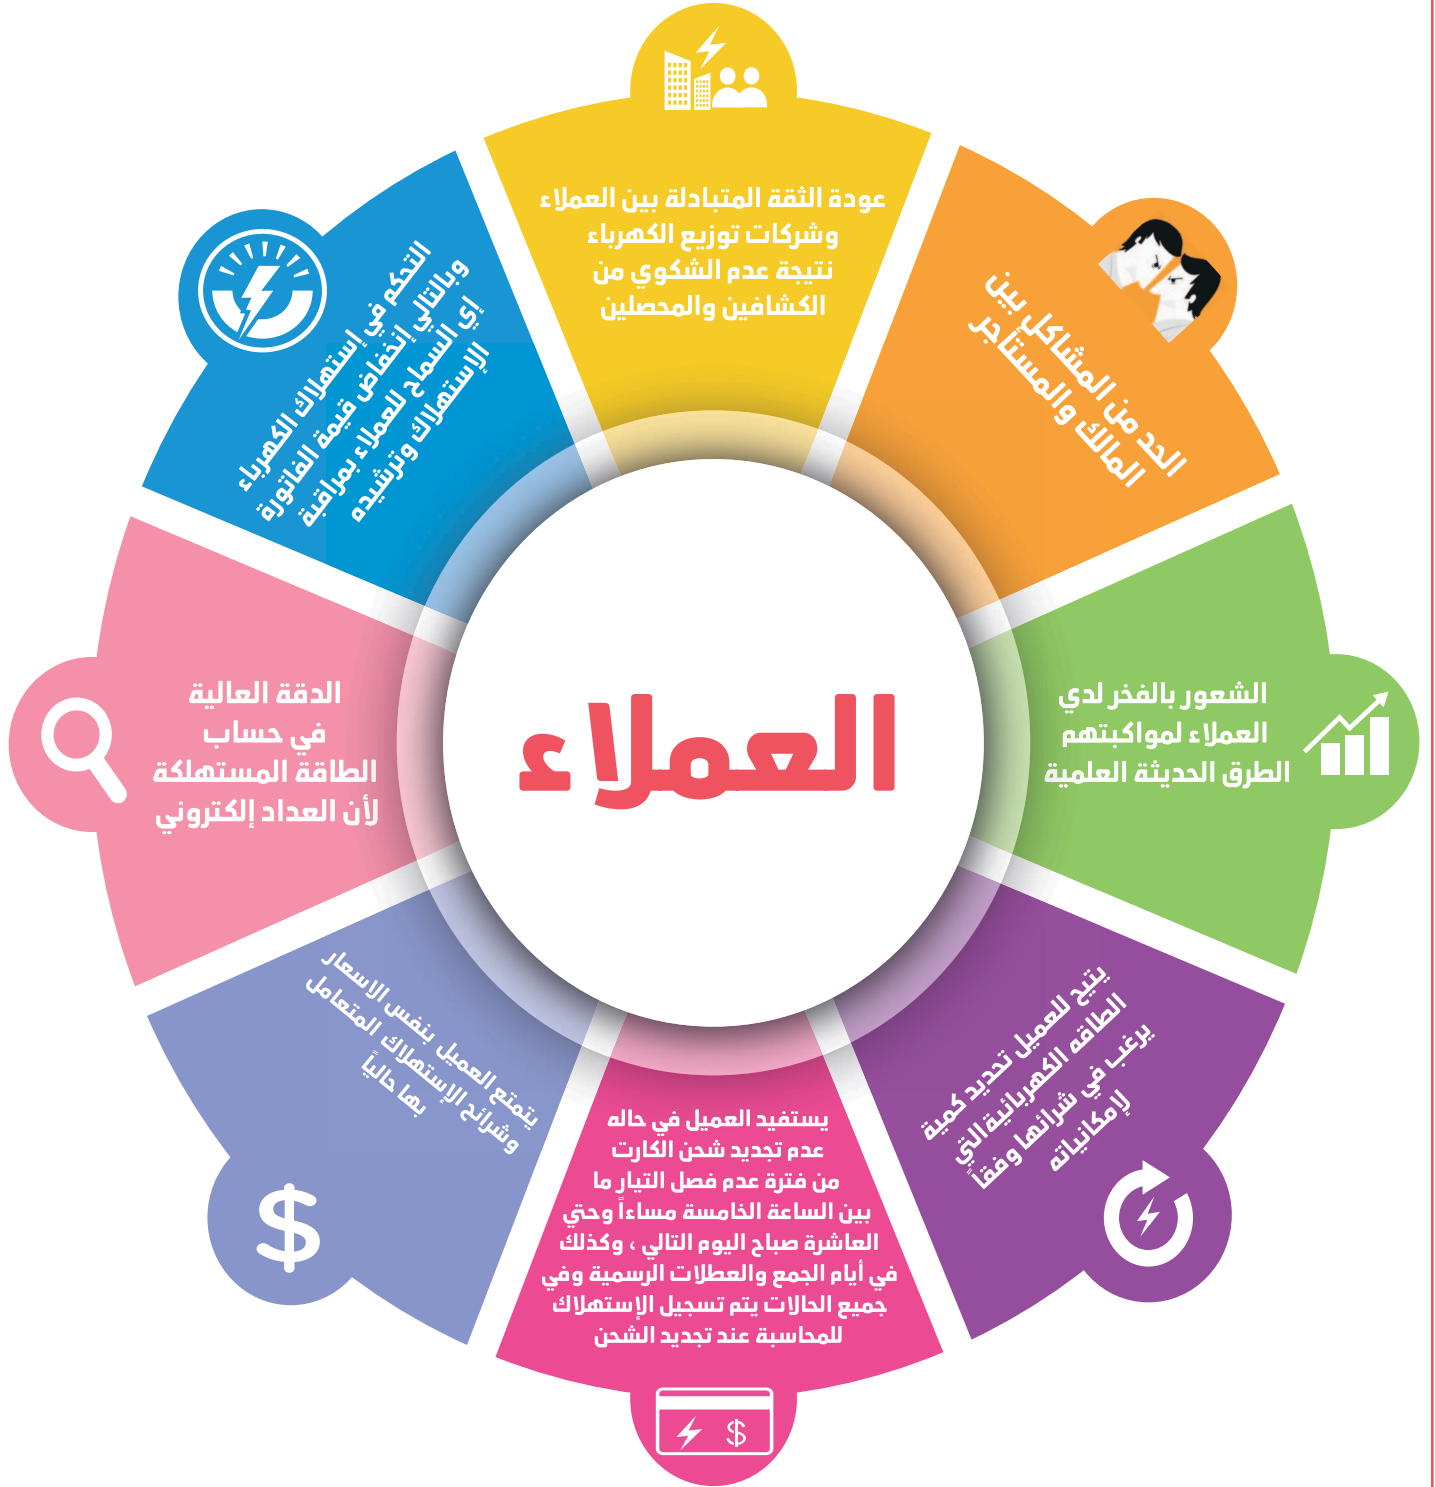 عودة الثقة المتبادلة بين العملاء
وشركات توزيع الكهرباء
نتيجة عدم الشكوي من
الكشافين والمحصلين
الحد من المشاكل بين
المالك والمستأجر
الشعور بالفخر لدي
العملاء لمواكبتهم
الطرق الحديثة العلمية
يتيح للعميل تحديد كمية
الطاقه الكهربائية التي
يرغب في شرائها وفقاً
لإمكانياته
يستفيد العميل في حاله
عدم تجديد شحن الكارت
من فترة عدم فصل التيار ما
بين الساعة الخامسة مساءاً وحتي
العاشرة صباح اليوم التالي ، وكذلك
في أيام الجمع والعطلات الرسمية وفي
جميع الحالات يتم تسجيل الإستهلاك
للمحاسبة عند تجديد الشحن
يتمتع العميل بنفس الاسعار
وشرائح الإستهلاك المتعامل
بها حالياً
الدقة العالية
في حساب
الطاقة المستهلكة
لأن العداد إلكتروني
التحكم في إستهلاك الكهرباء
وبالتالي إنخفاض قيمة الفاتورة
إي السماح للعملاء بمراقبة
الإستهلاك وترشيده
العملاء